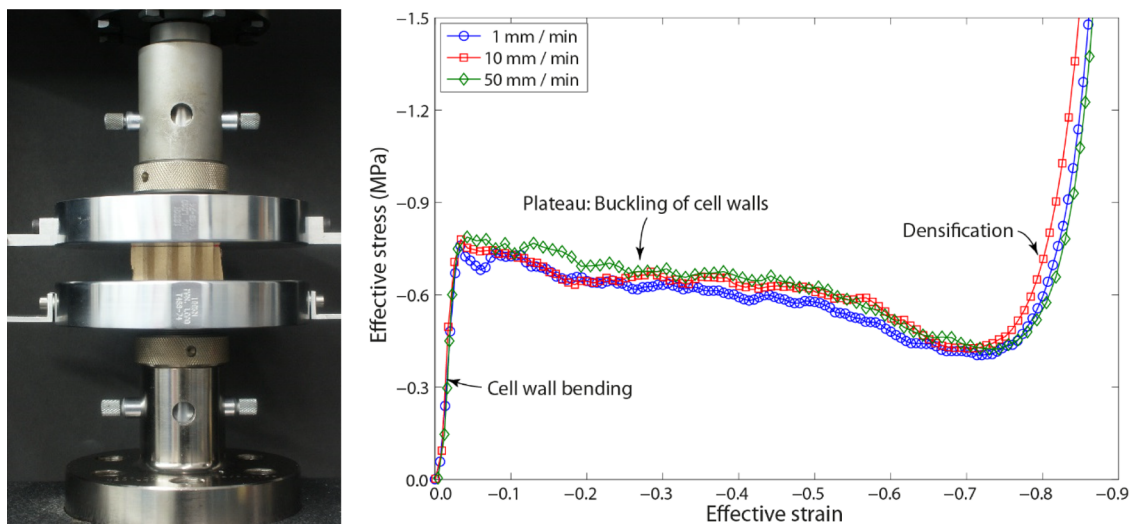 −1.5
1 mm / min
10 mm / min
50 mm / min
−1.2
−0.9
Plateau: Buckling of cell walls
Densification
−0.6
−0.3
Cell wall bending
0.0
Effective stress (MPa)
0.0 −0.1 −0.2 −0.3 −0.4 −0.5 −0.6 −0.7 −0.8 −0.9
Effective strain